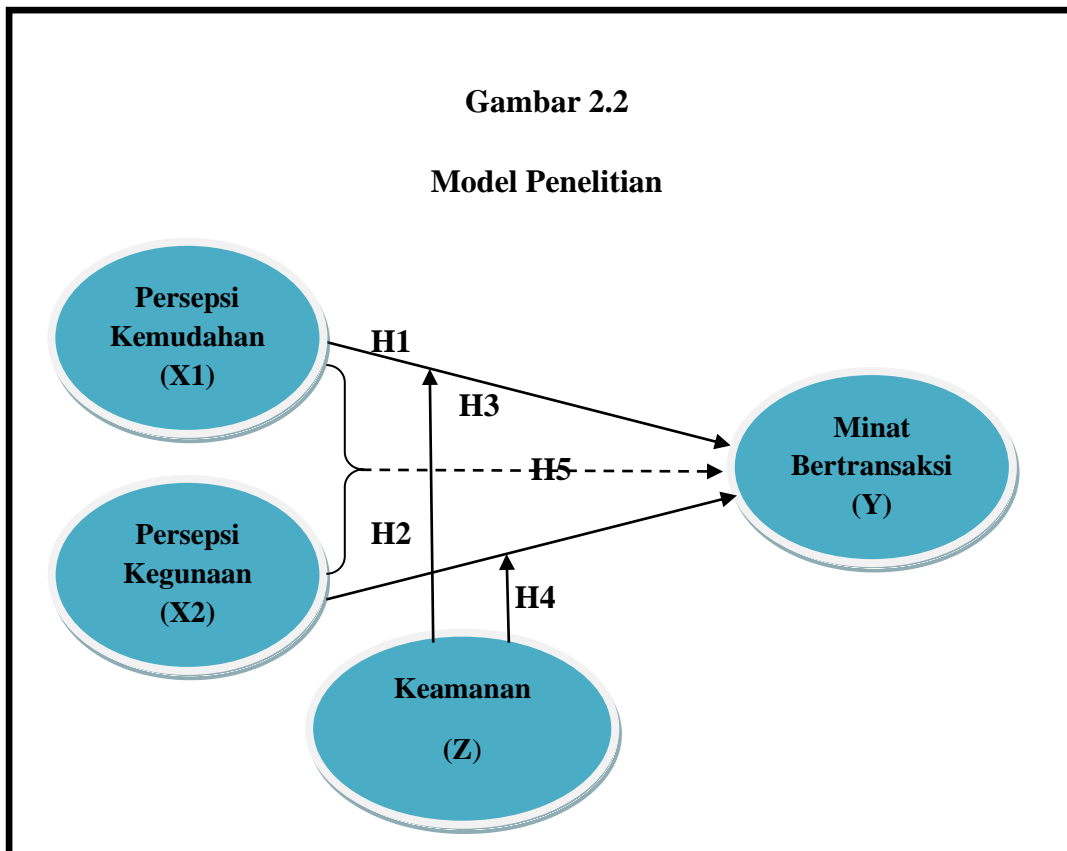 Gambar 2.2
Model Penelitian
Persepsi
Kemudahan
(X1)
H1
H3
Minat
Bertransaksi
(Y)
H5
Persepsi
Kegunaan
(X2)
H2
H4
Keamanan
(Z)